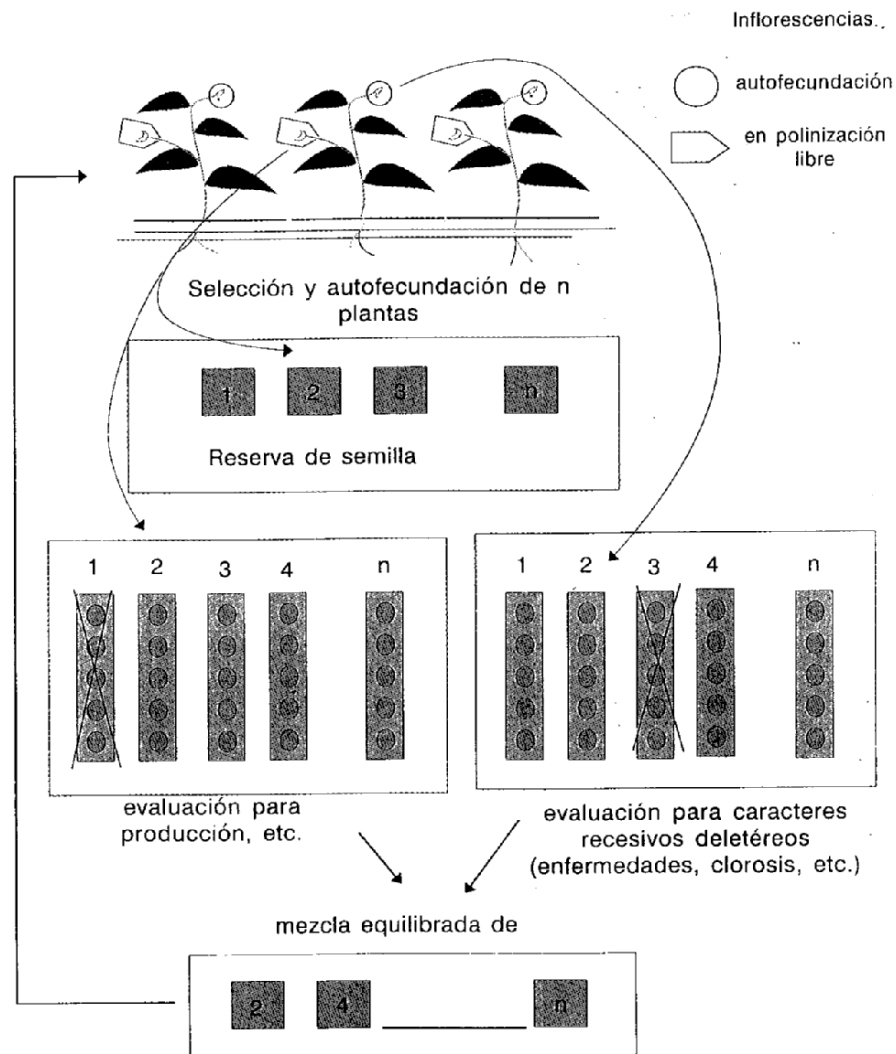 Inflorescencias.
autofecundación
en polinización
libre
Selección y autofecundación de n
plantas
1 2 3 n
Reserva de semilla
1 2 3 4 n
1 2 3 4 n
evaluación para
producción, etc.
evaluación para caracteres
recesivos deletéreos
(enfermedades, clorosis, etc.)
mezcla equilibrada de
2 4 n